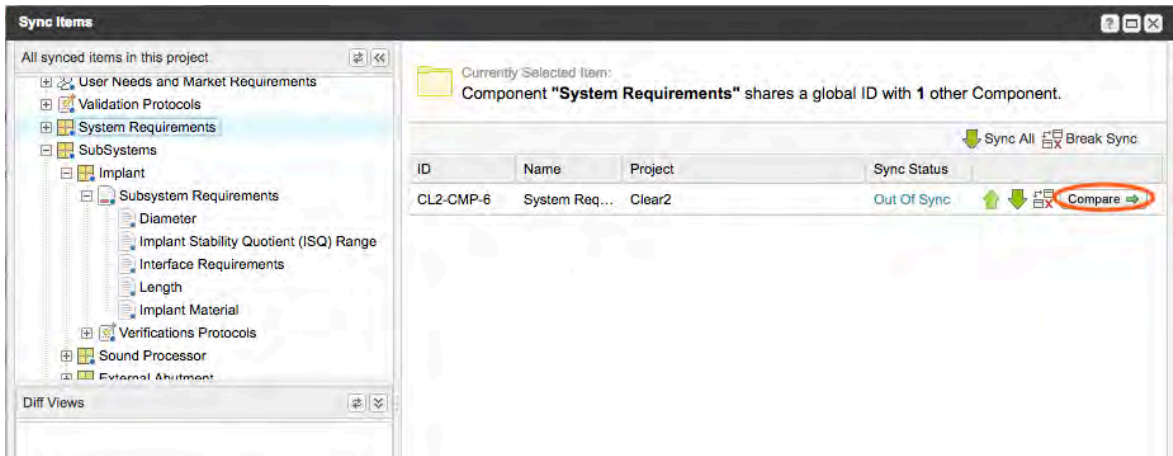 Sync Items
All synced items in this project
User Needs and Market Requirements
Validation Protocols
System Requirements
SubSystems
Implant
Subsystem Requirements
Diameter
Implant Stability Quotient (ISQ) Range
Interface Requirements
Length
Implant Material
Verifications Protocols
Sound Processor
External Abutment
Diff Views
Currently Selected Item:
Component "System Requirements" shares a global ID with 1 other Component.
Sync All Break Sync
ID Name Project Sync Status
CL2-CMP-6 System Req... Clear2 Out Of Sync Compare